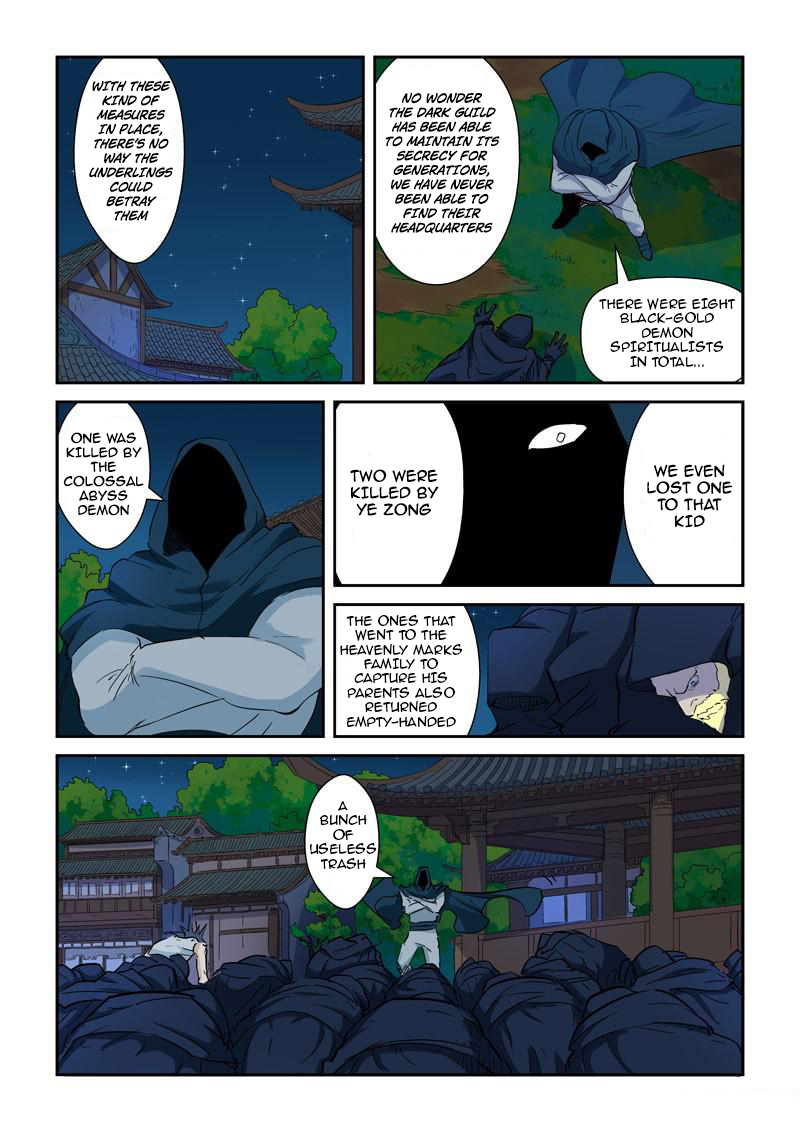 WITH THESE
KIND OF
MEASURES
IN PLACE,
THERE'S NO
WAY THE
UNDERLINGS
COULD
BETRAY
THEM
NO WONDER
THE DARK GUILD
HAS BEEN ABLE
TO MAINTAIN ITS
SECRECY FOR
GENERATIONS,
WE HAVE NEVER
BEEN ABLE TO
FIND THEIR
HEADQUARTERS
THERE WERE EIGHT
BLACK-GOLD
DEMON
SPIRITUALISTS
IN TOTAL...
ONE WAS
KILLED BY
THE
COLOSSAL
ABYSS
DEMON
TWO WERE
KILLED BY
YE ZONG
WE EVEN
LOST ONE
TO THAT
KID
THE ONES THAT
WENT TO THE
HEAVENLY MARKS
FAMILY TO
CAPTURE HIS
PARENTS ALSO
RETURNED
EMPTY-HANDED
A
BUNCH
OF
USELESS
TRASH